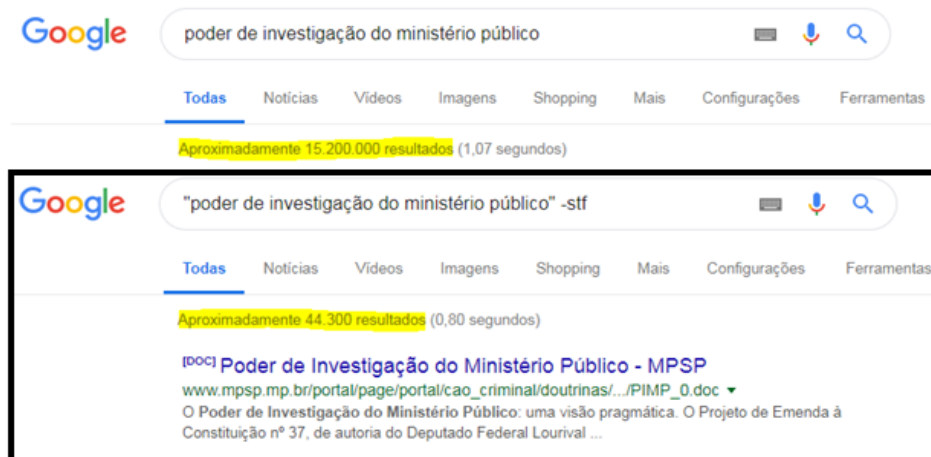 Google poder de investigação do ministério público
Todas Notícias Vídeos Imagens Shopping Mais Configurações Ferramentas
Aproximadamente 15.200.000 resultados (1,07 segundos)
Google "poder de investigação do ministério público" -stf
Todas Notícias Vídeos Imagens Shopping Mais Configurações Ferramentas
Aproximadamente 44.300 resultados (0,80 segundos)
[DOC] Poder de Investigação do Ministério Público - MPSP
www.mpsp.mp.br/portal/page/portal/cao_criminal/doutrinas/.../PIMP_0.doc
O Poder de Investigação do Ministério Público: uma visão pragmática. O Projeto de Emenda à
Constituição nº 37, de autoria do Deputado Federal Lourival ...